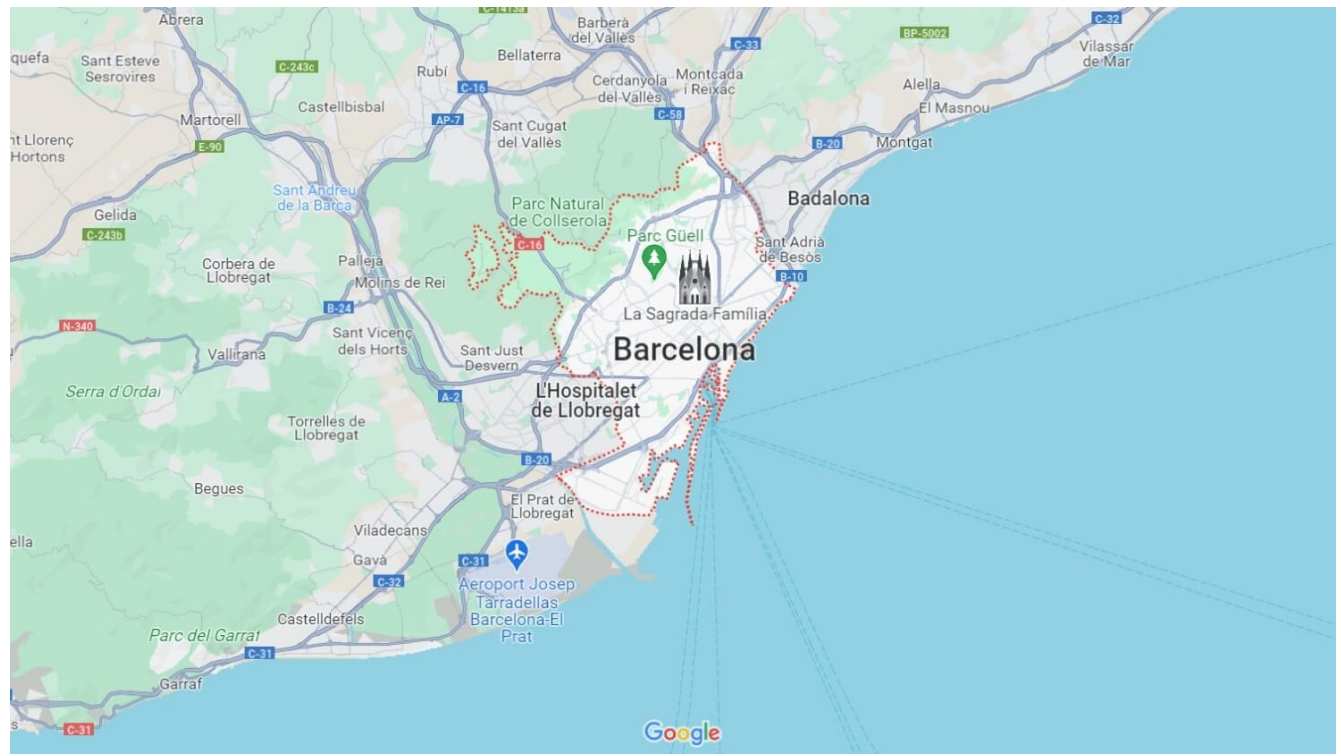 C-1413a
Abrera
Barberà
del Vallès
C-33
BP-5002
C-32
Vilassar
de Mar
quefa
Sant Esteve
Sesrovires
C-243c
Rubí
Bellaterra
Cerdanyola
del Vallès
Montcada
i Reixac
Alella
C-16
Castellbisbal
El Masnou
Martorell
AP-7
Sant Cugat
del Vallès
C-58
nt Llorenç
Hortons
E-90
B-20
Montgat
Sant Andreu
de la Barca
Parc Natural
de Collserola
Badalona
Gelida
C-243b
C-16
Parc Güell
Sant Adrià
de Besòs
Corbera de
Llobregat
Pallejà
Molins de Rei
B-10
B-24
La Sagrada Família
N-340
Vallirana
Sant Vicenç
dels Horts
Sant Just
Desvern
Barcelona
Serra d'Ordal
A-2
L'Hospitalet
de Llobregat
Torrelles de
Llobregat
B-20
Begues
El Prat de
Llobregat
Viladecans
ella
Gavà
C-31
C-32
Aeroport Josep
Tarradellas
Barcelona-El
Prat
Castelldefels
Parc del Garraf
C-31
Garraf
s
C-31
Google